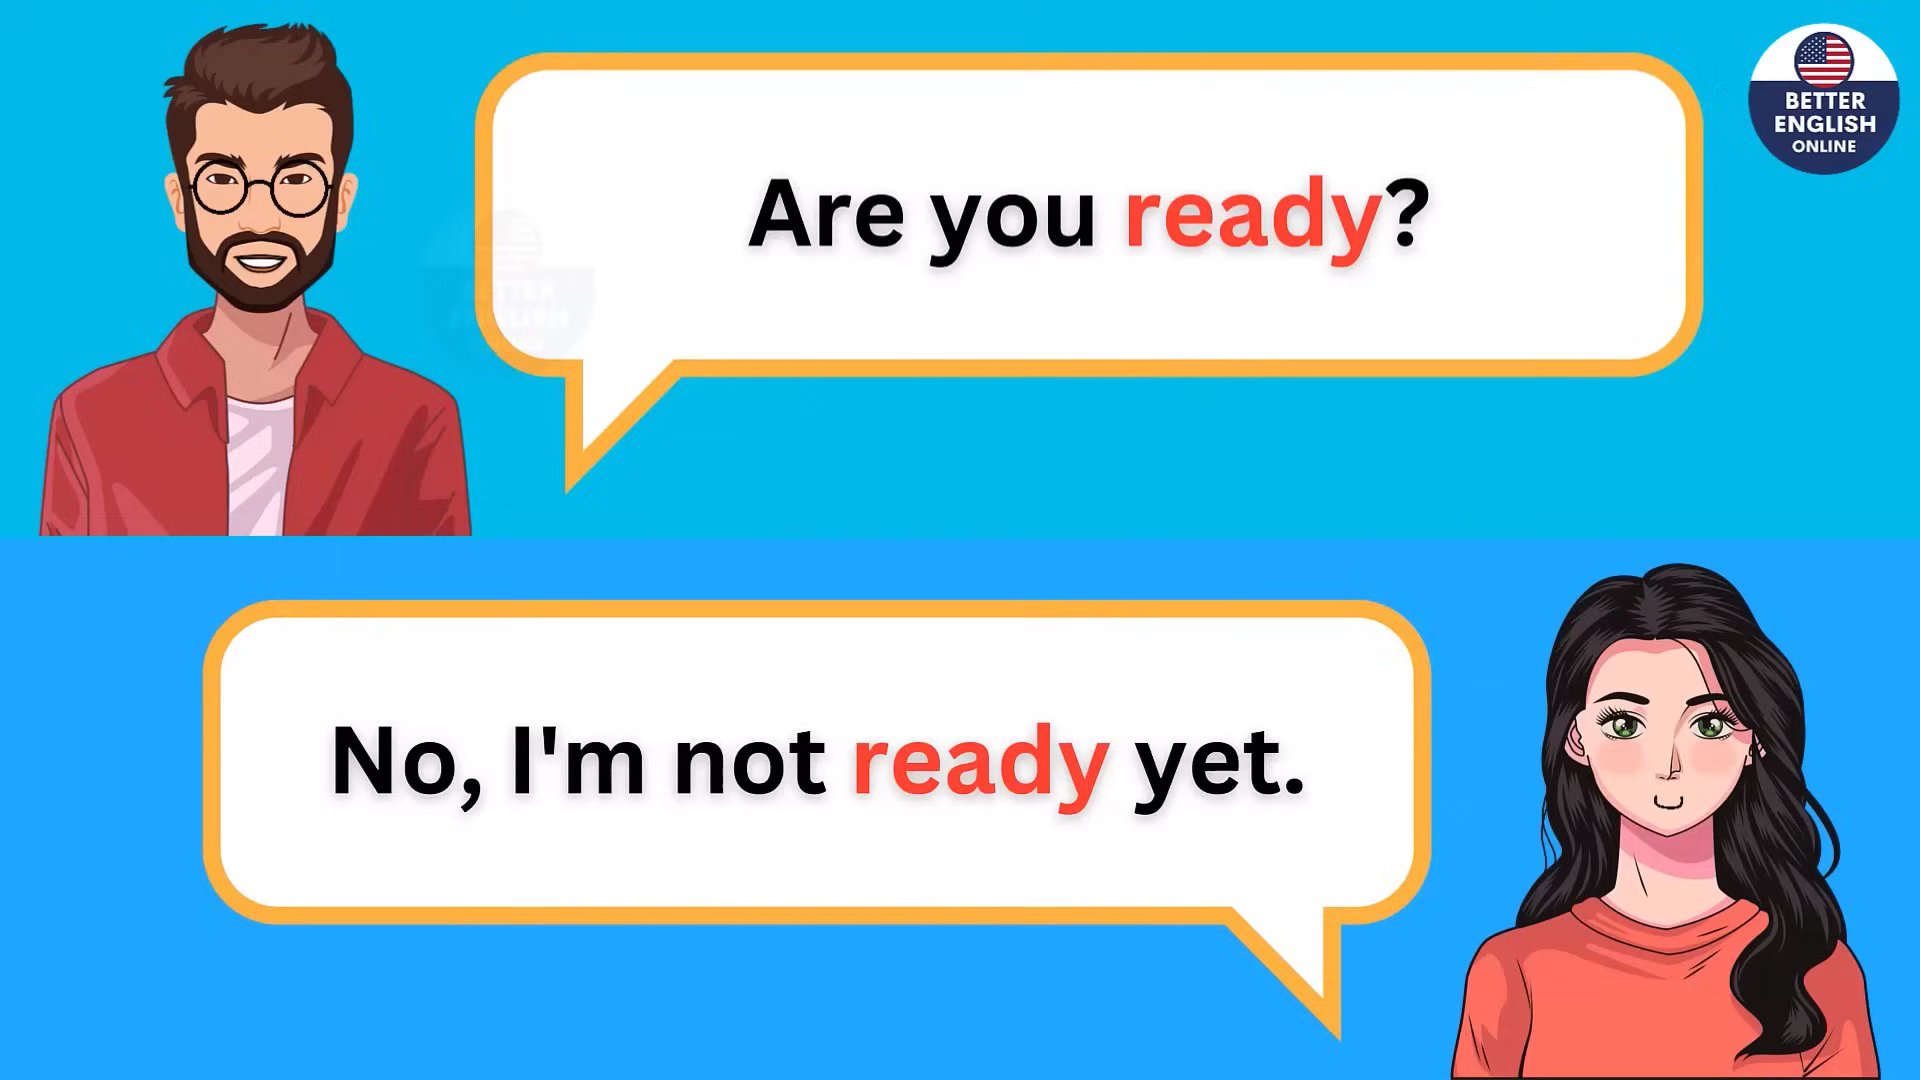 BETTER
ENGLISH
ONLINE
Are you ready?
No, I'm not ready yet.